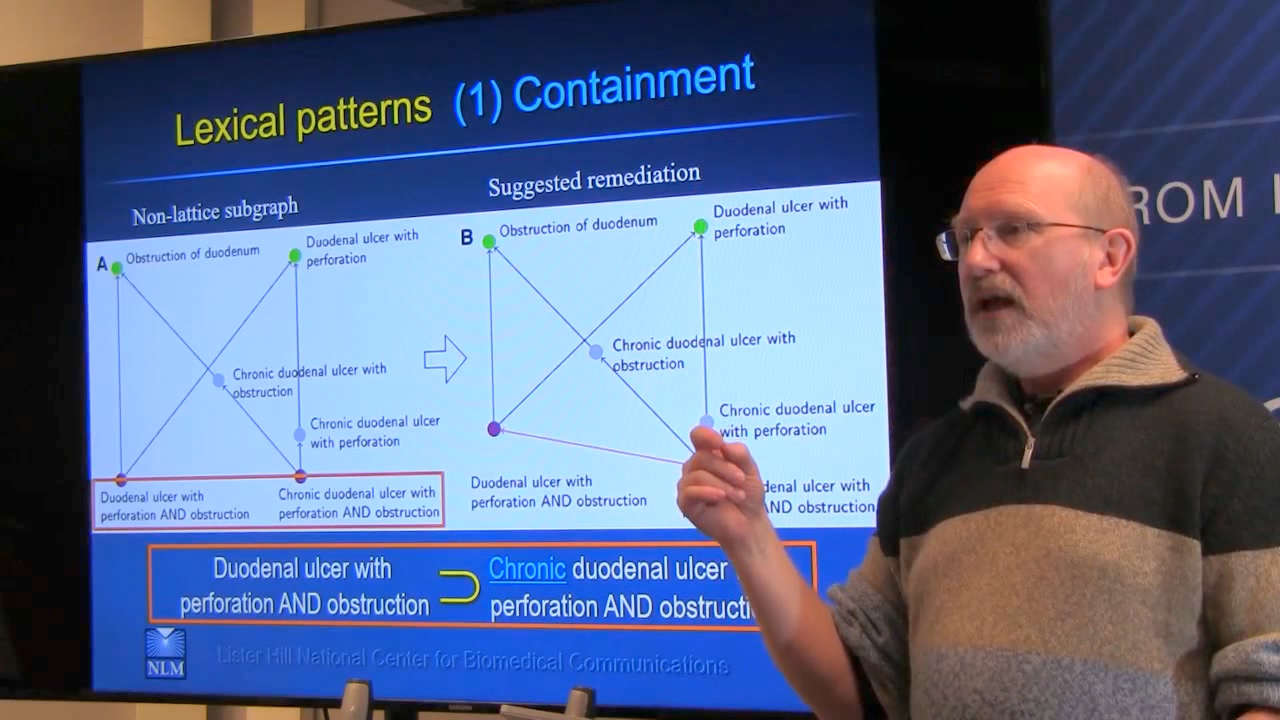 Lexical patterns (1) Containment
Non-lattice subgraph
Suggested remediation
A
Obstruction of duodenum
Duodenal ulcer with
perforation
Chronic duodenal ulcer with
obstruction
Chronic duodenal ulcer
with perforation
Duodenal ulcer with
perforation AND obstruction
Chronic duodenal ulcer with
perforation AND obstruction
B
Obstruction of duodenum
Duodenal ulcer with
perforation
Chronic duodenal ulcer with
obstruction
Chronic duodenal ulcer
with perforation
Duodenal ulcer with
perforation AND obstruction
ulcer with
AND obstruction
Duodenal ulcer with
perforation AND obstruction
⊃
Chronic duodenal ulcer
perforation AND
NLM
Lister Hill National Center for Biomedical Communications
SAMSUNG
ROM